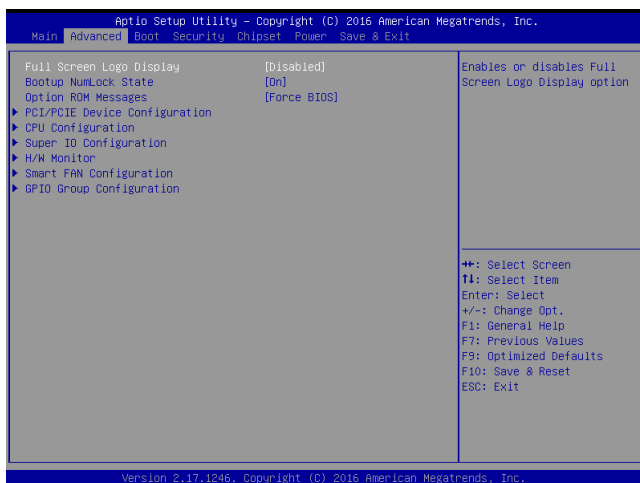 Aptio Setup Utility – Copyright (C) 2016 American Megatrends, Inc.
Main Advanced Boot Security Chipset Power Save & Exit
Full Screen Logo Display [Disabled]
Bootup NumLock State [On]
Option ROM Messages [Force BIOS]
PCI/PCIE Device Configuration
CPU Configuration
Super IO Configuration
H/W Monitor
Smart FAN Configuration
GPIO Group Configuration
Enables or disables Full
Screen Logo Display option
→←: Select Screen
↑↓: Select Item
Enter: Select
+/-: Change Opt.
F1: General Help
F7: Previous Values
F9: Optimized Defaults
F10: Save & Reset
ESC: Exit
Version 2.17.1246. Copyright (C) 2016 American Megatrends, Inc.